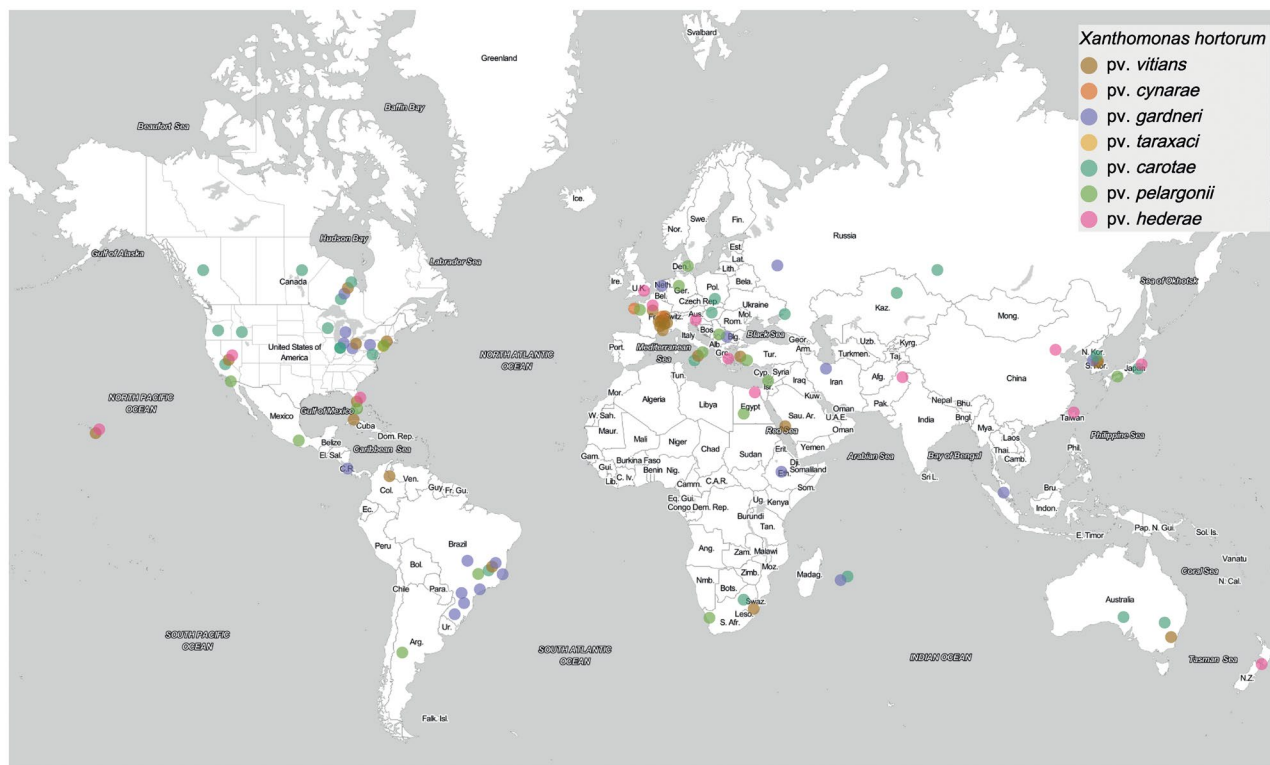 Svalbard
Greenland
Xanthomonas hortorum
pv. vitians
pv. cynarae
pv. gardneri
pv. taraxaci
pv. carotae
pv. pelargonii
pv. hederae
Baffin Bay
Beaufort Sea
Ice.
Swe.
Fin.
Nor.
Russia
Hudson Bay
Gulf of Alaska
Labrador Sea
Canada
Est.
Lat.
Lith.
Den.
Sea of Okhotsk
Ire.
U.K.
Neth.
Ger.
Pol.
Bela.
Bel.
Czech Rep.
Ukraine
Kaz.
Mong.
Aus.
Mol.
Rom.
Bos.
Italy
Blg.
Black Sea
Alb.
Port.
Mediterranean
Sea
Gre.
Tur.
Geor.
Arm.
Uzb.
Kyrg.
Turkmen.
Taj.
N. Kor.
S. Kor.
Japan
United States of
America
NORTH ATLANTIC
OCEAN
Tun.
Cyp.
Syria
Isr.
Iraq
Iran
Afg.
China
NORTH PACIFIC
OCEAN
Mor.
Algeria
Libya
Egypt
Kuw.
Pak.
Nepal
Bhu.
Mexico
Gulf of Mexico
Cuba
W. Sah.
Sau. Ar.
Oman
U.A.E.
Oman
India
Bngl.
Mya.
Taiwan
Belize
Dom. Rep.
Maur.
Mali
Niger
Chad
Sudan
Red Sea
Erit.
Yemen
Laos
Thai.
Camb.
Phil.
Philippine Sea
El. Sal.
Caribbean Sea
Gam.
Gui.
Burkina Faso
Benin
Nig.
Dji.
Somaliland
Eth.
Arabian Sea
Bay of Bengal
C.R.
Ven.
Guy.
Fr. Gu.
Lib.
C. Iv.
Camm.
C.A.R.
Som.
Sri L.
Col.
Eq. Gui.
Congo Dem. Rep.
Ug.
Kenya
Bru.
Ec.
Burundi
Indon.
Pap. N. Gui.
Sol. Is.
Tan.
E. Timor
Peru
Brazil
Ang.
Zam.
Malawi
Moz.
Vanatu
Bol.
Zimb.
Madag.
Coral Sea
N. Cal.
Nmb.
Bots.
Chile
Para.
Swaz.
Leso.
S. Afr.
Australia
Ur.
Arg.
SOUTH PACIFIC
OCEAN
SOUTH ATLANTIC
OCEAN
INDIAN OCEAN
Tasman Sea
N.Z.
Falk. Isl.